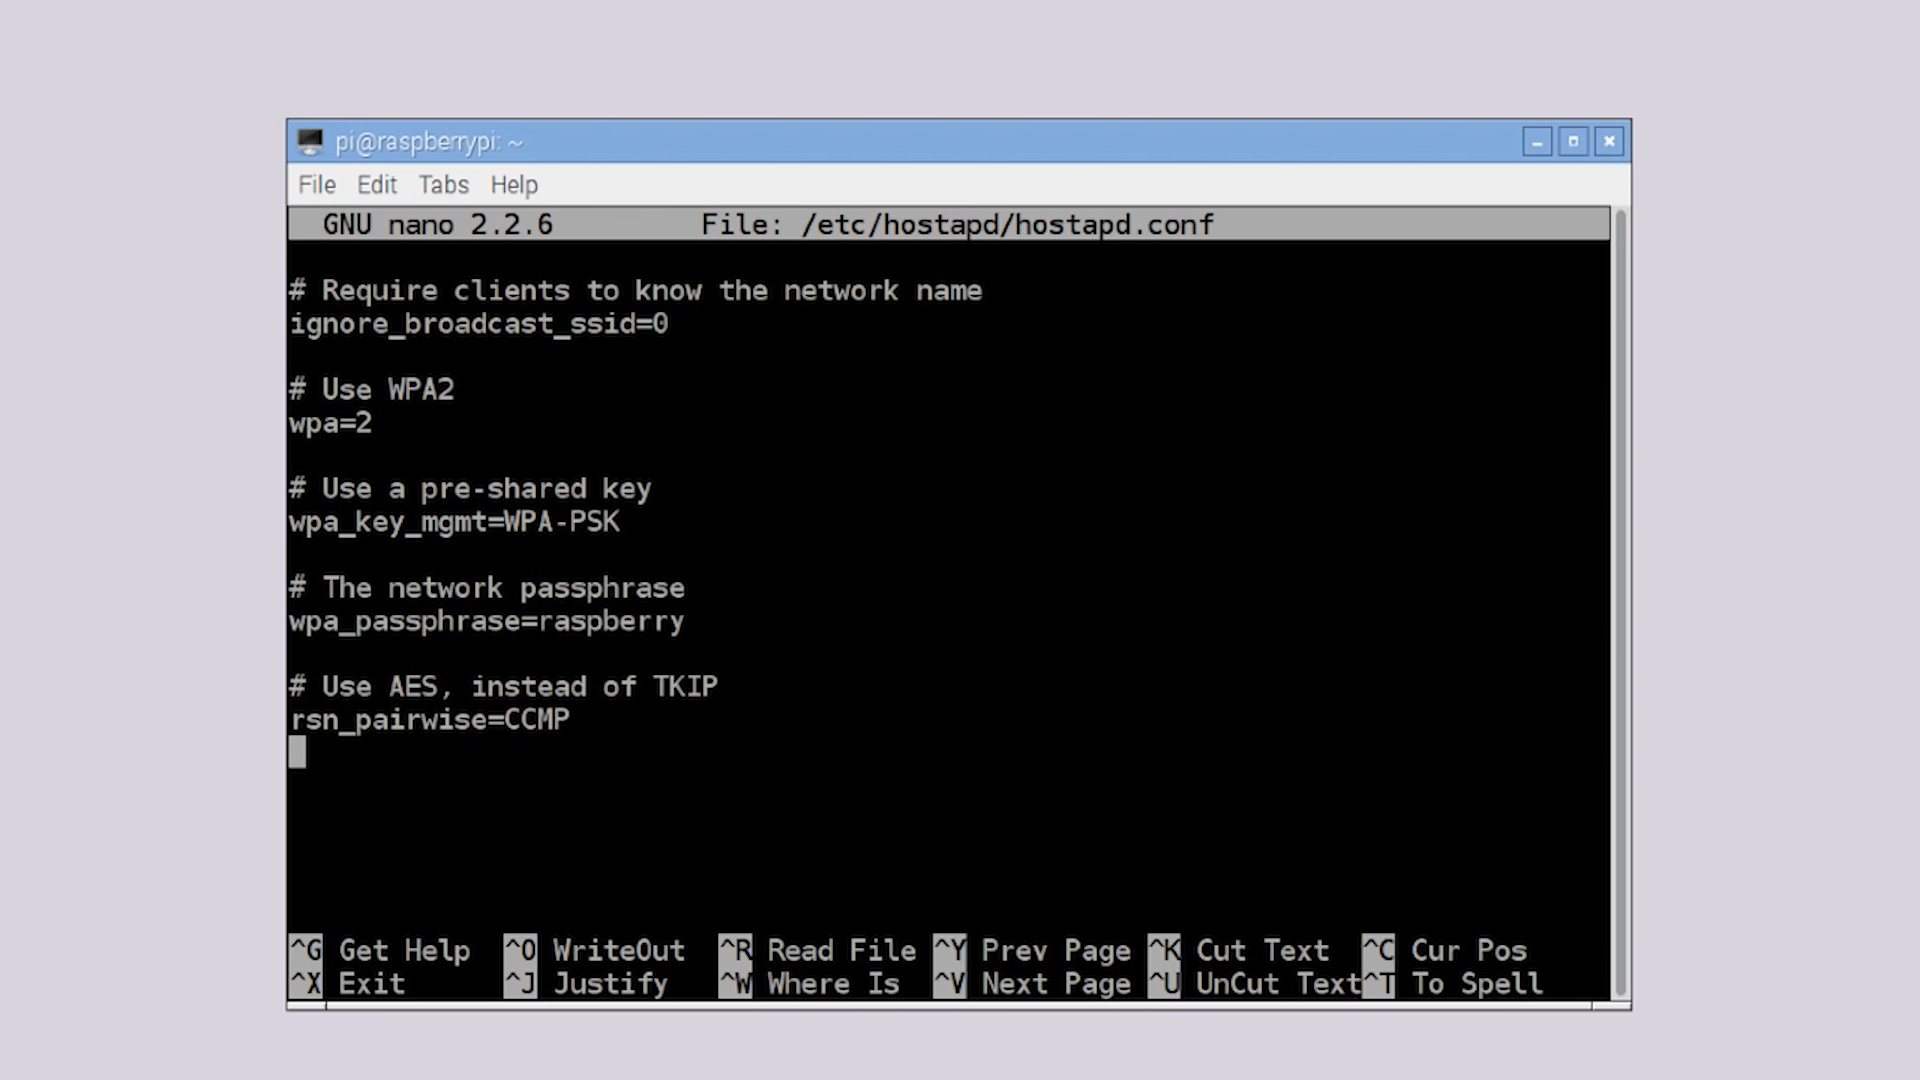 pi@raspberrypi: ~
File Edit Tabs Help
GNU nano 2.2.6 File: /etc/hostapd/hostapd.conf
# Require clients to know the network name
ignore_broadcast_ssid=0
# Use WPA2
wpa=2
# Use a pre-shared key
wpa_key_mgmt=WPA-PSK
# The network passphrase
wpa_passphrase=raspberry
# Use AES, instead of TKIP
rsn_pairwise=CCMP
^G Get Help ^O WriteOut ^R Read File ^Y Prev Page ^K Cut Text ^C Cur Pos
^X Exit ^J Justify ^W Where Is ^V Next Page ^U UnCut Text ^T To Spell